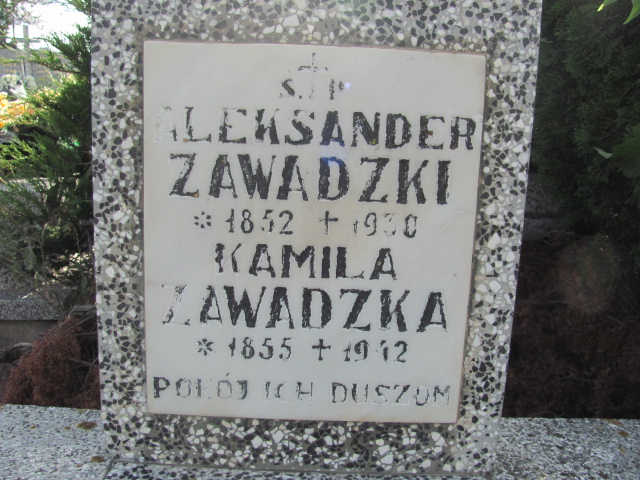 Ś. † P.
ALEKSANDER
ZAWADZKI
* 1852 † 1930
KAMILA
ZAWADZKA
* 1855 † 1942
POKÓJ ICH DUSZOM